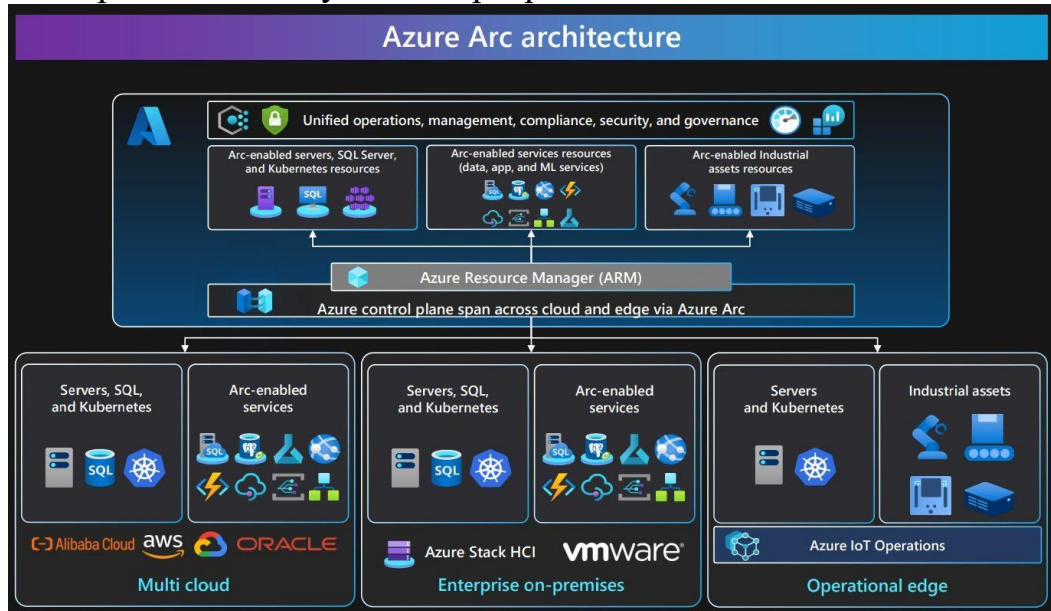 Azure Arc architecture
Unified operations, management, compliance, security, and governance
Arc-enabled servers, SQL Server,
and Kubernetes resources
SQL
Arc-enabled services resources
(data, app, and ML services)
SQL
Arc-enabled Industrial
assets resources
Azure Resource Manager (ARM)
Azure control plane span across cloud and edge via Azure Arc
Servers, SQL,
and Kubernetes
SQL
Arc-enabled
services
SQL
Alibaba Cloud
aws
ORACLE
Multi cloud
Servers, SQL,
and Kubernetes
SQL
Arc-enabled
services
SQL
Azure Stack HCI
vmware®
Enterprise on-premises
Servers
and Kubernetes
Industrial assets
Azure IoT Operations
Operational edge